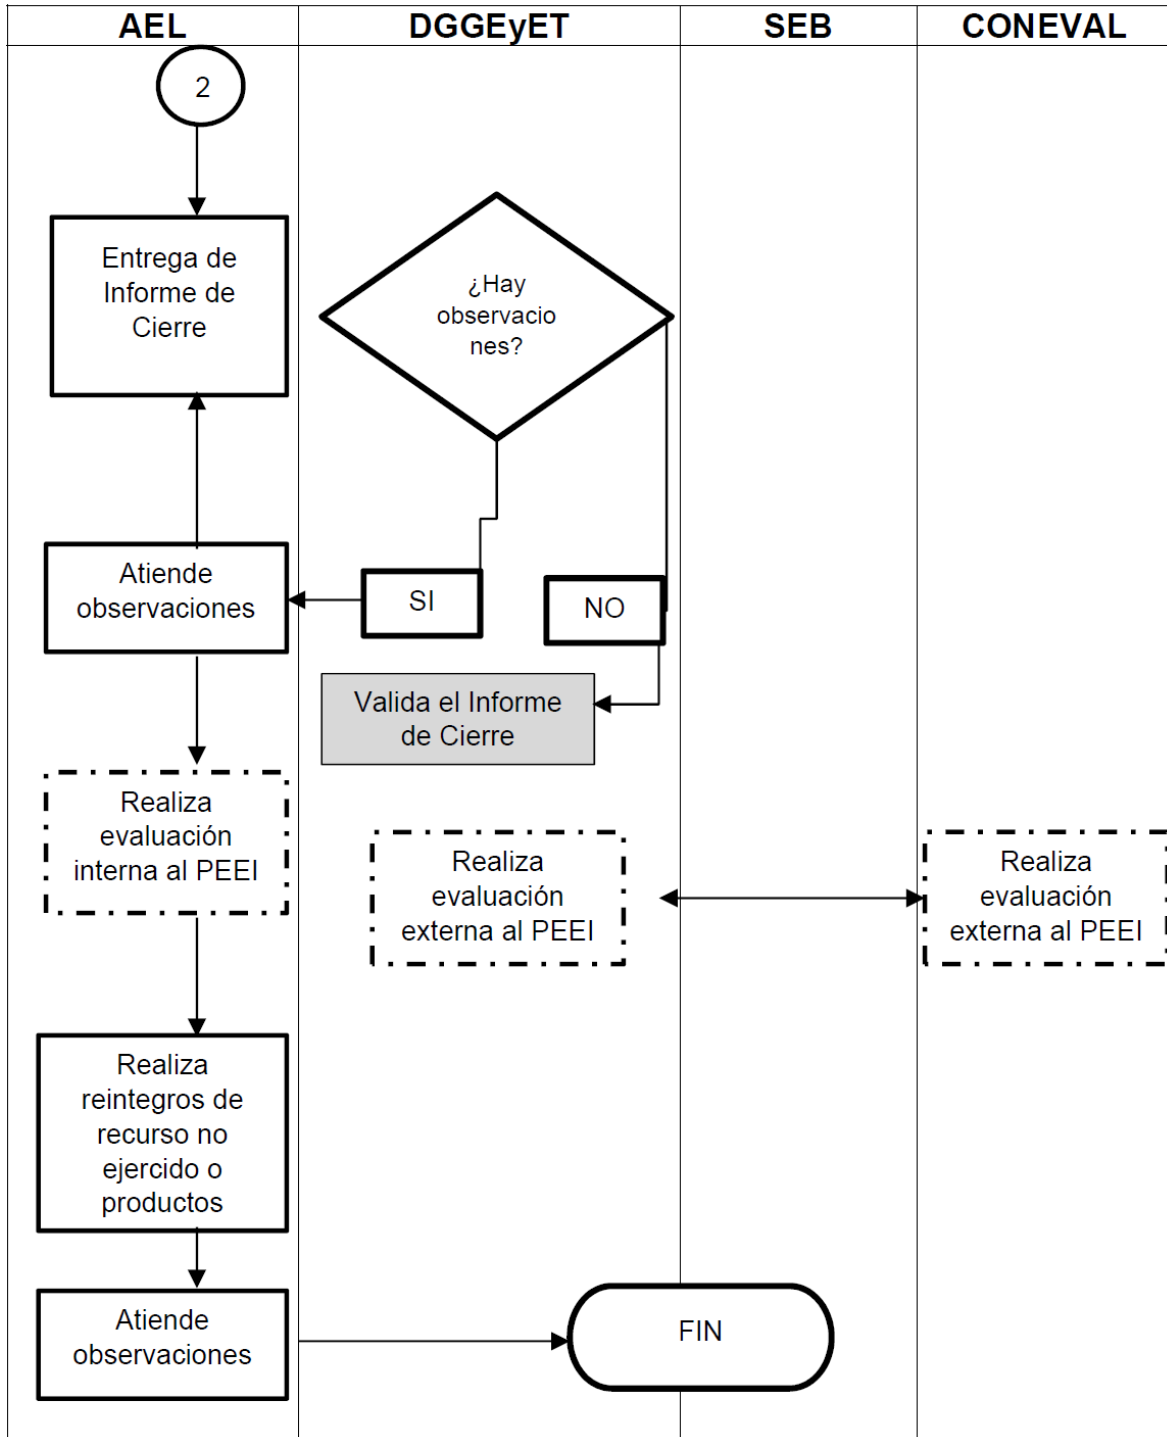 AEL DGGEyET SEB CONEVAL
2
Entrega de
Informe de
Cierre
¿Hay
observacio
nes?
Atiende
observaciones
SI
NO
Valida el Informe
de Cierre
Realiza
evaluación
interna al PEEI
Realiza
evaluación
externa al PEEI
Realiza
evaluación
externa al PEEI
Realiza
reintegros de
recurso no
ejercido o
productos
Atiende
observaciones
FIN